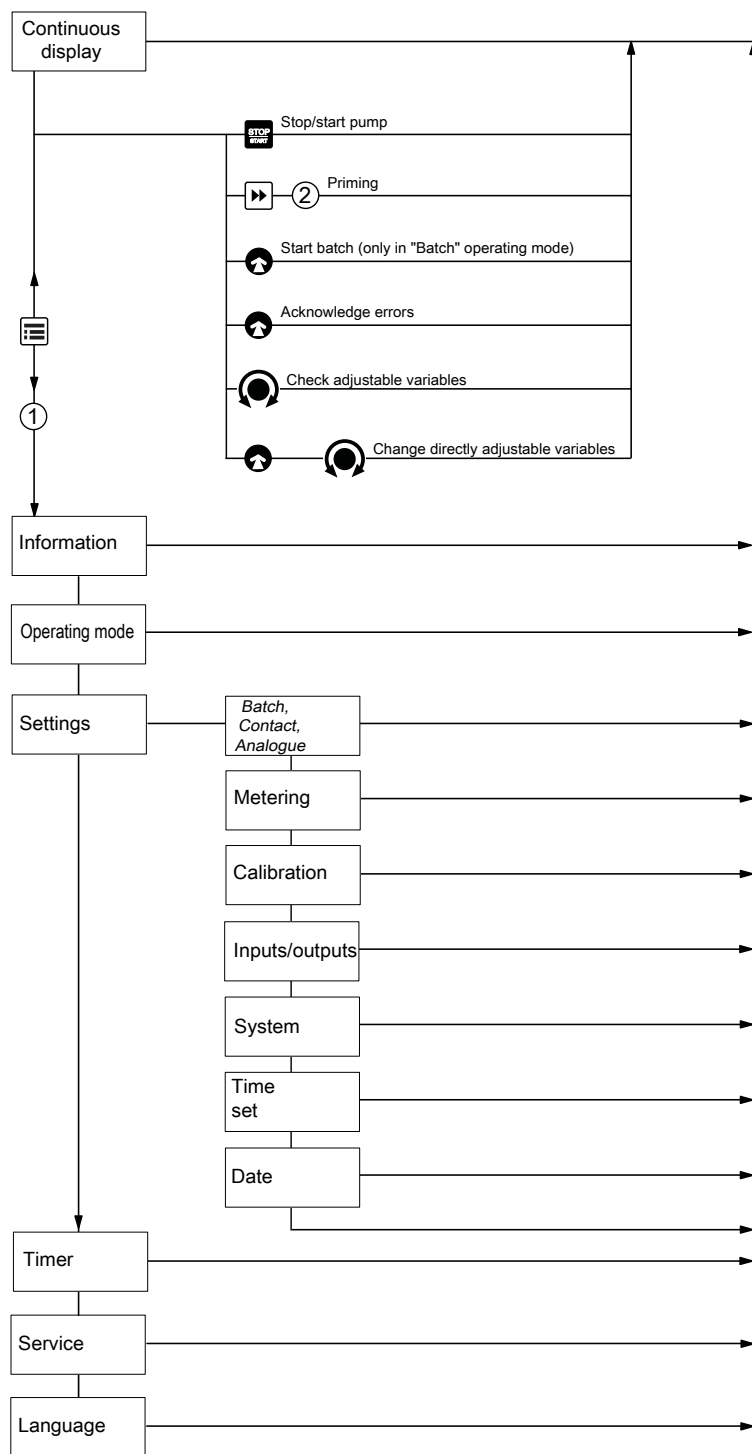 Continuous
display
STOP
START
Stop/start pump
2
Priming
Start batch (only in "Batch" operating mode)
Acknowledge errors
Check adjustable variables
1
Change directly adjustable variables
Information
Operating mode
Settings
Batch,
Contact,
Analogue
Metering
Calibration
Inputs/outputs
System
Time
set
Date
Timer
Service
Language